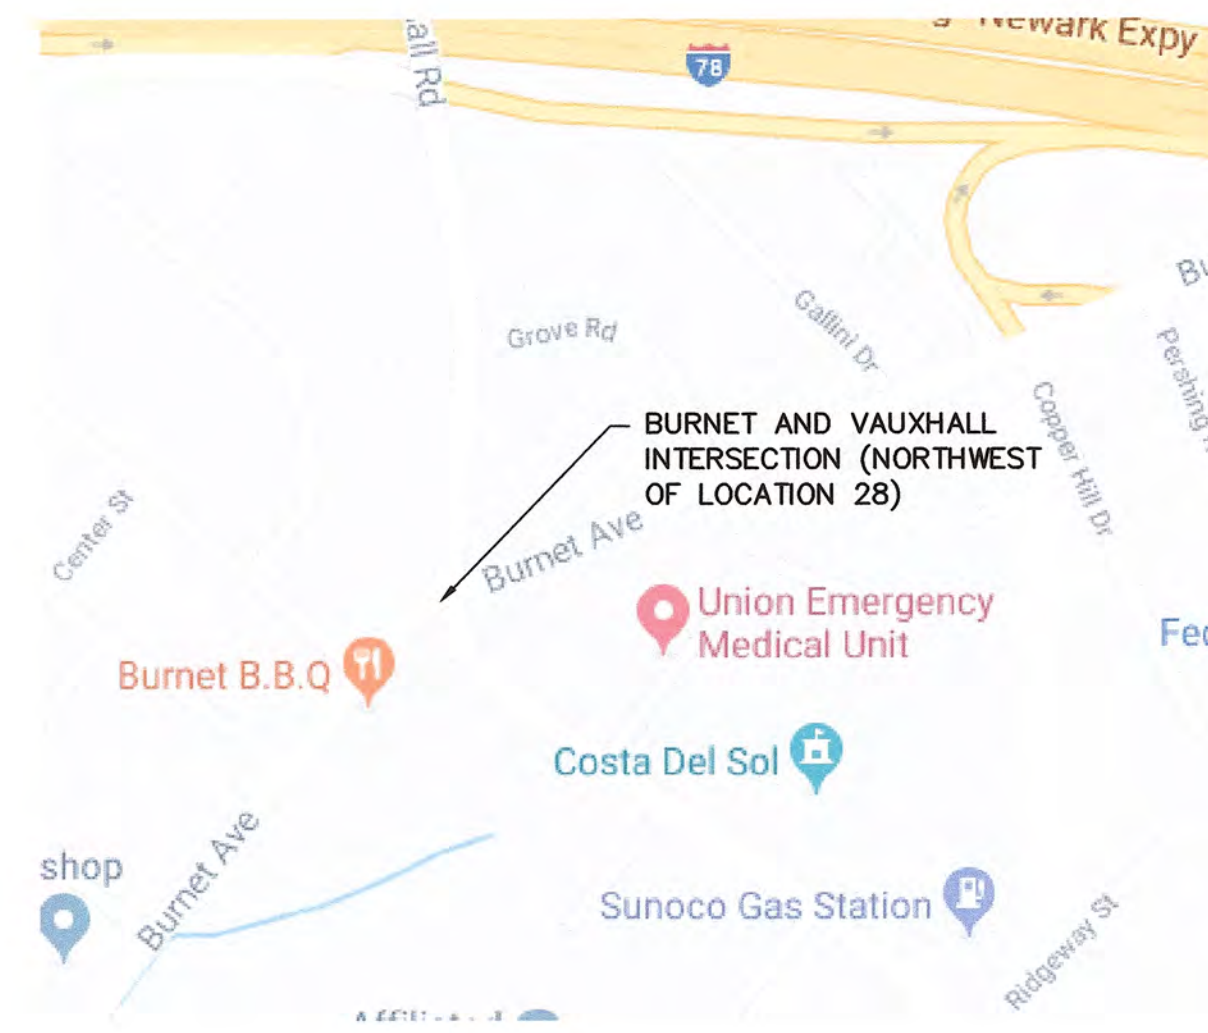 Newark Expy
all Rd
78
Grove Rd
Gallini Dr
Pershing
Copper Hill Dr
BURNET AND VAUXHALL
INTERSECTION (NORTHWEST
OF LOCATION 28)
Center St
Burnet Ave
Union Emergency
Medical Unit
Burnet B.B.Q
Costa Del Sol
Burnet Ave
shop
Sunoco Gas Station
Ridgeway St